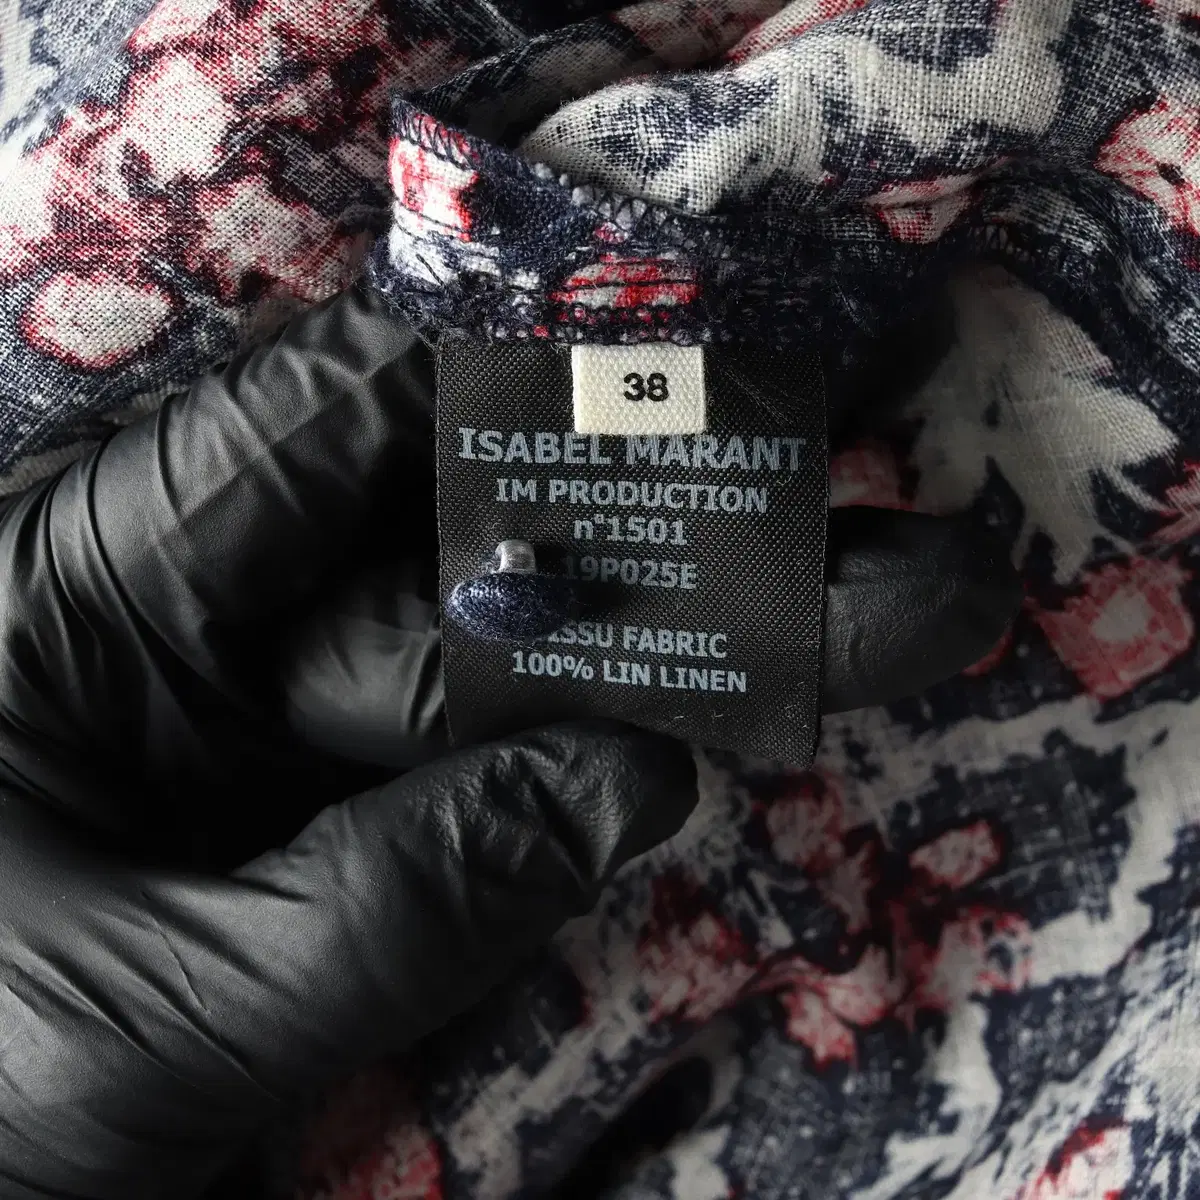 38
ISABEL MARANT
IM PRODUCTION
n°1501
19P025E
FABRIC
100% LIN LINEN